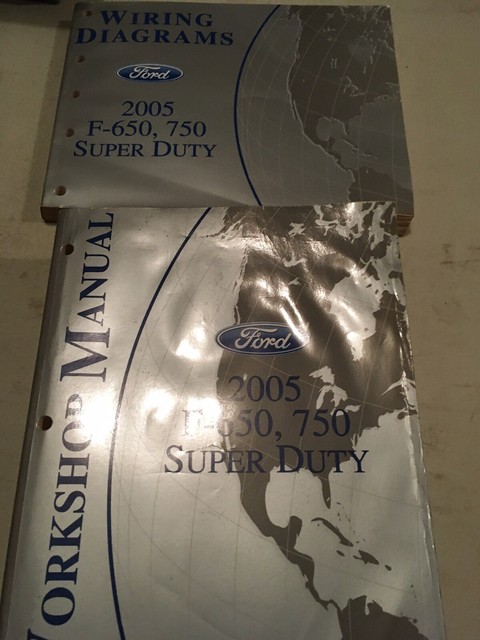 WIRING
DIAGRAMS
Ford
2005
F-650, 750
SUPER DUTY
WORKSHOP MANUAL
Ford
2005
F-650, 750
SUPER DUTY